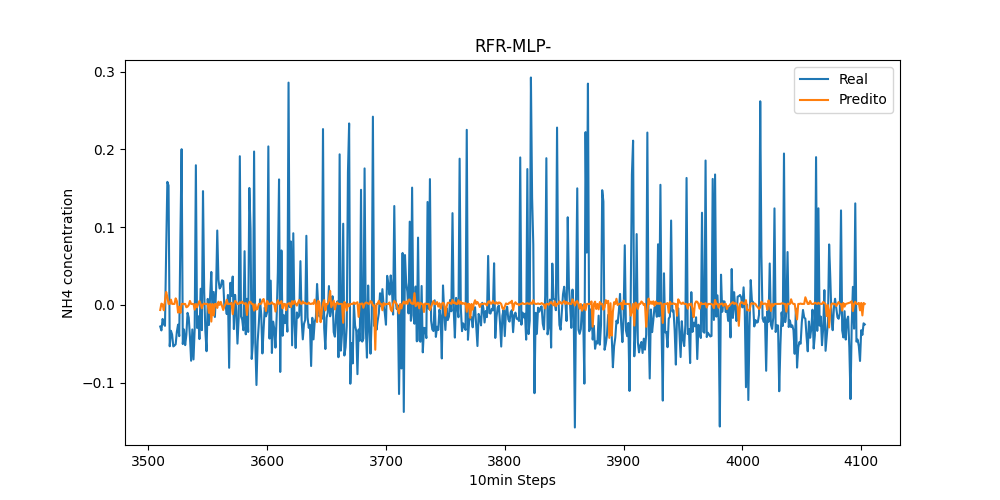 RFR-MLP-
NH4 concentration
0.3
0.2
0.1
0.0
−0.1
Real
Predito
3500 3600 3700 3800 3900 4000 4100
10min Steps